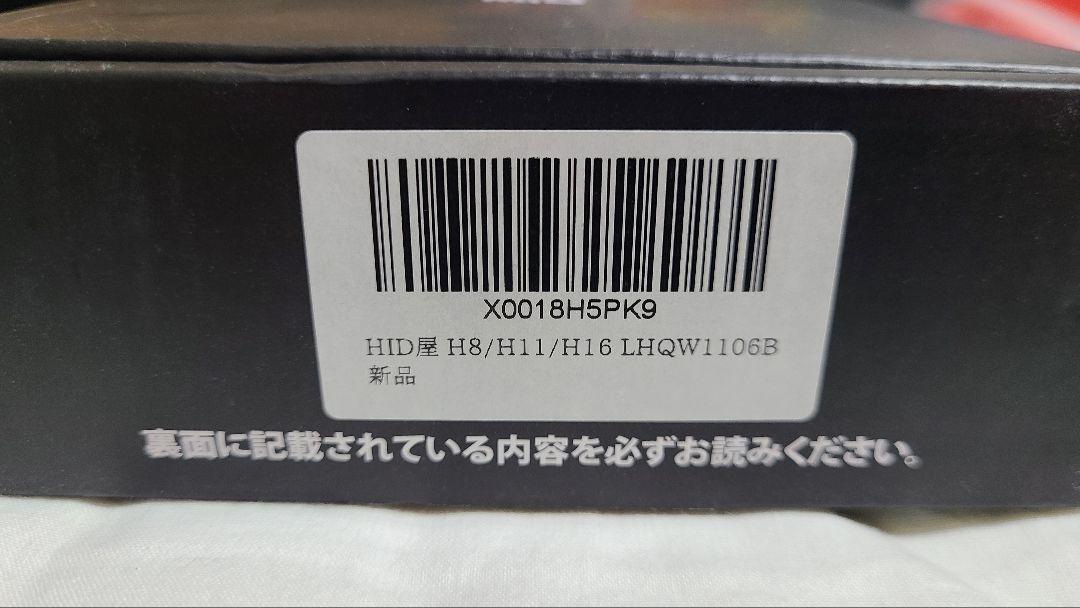 X0018H5PK9
HID屋 H8/H11/H16 LHQW1106B
新品
裏面に記載されている内容を必ずお読みください。